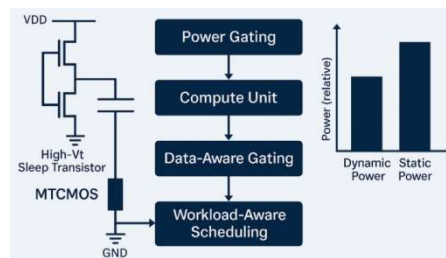 VDD
High-Vt
Sleep Transistor
MTCMOS
GND
Power Gating
Compute Unit
Data-Aware Gating
Workload-Aware
Scheduling
Power (relative)
Dynamic
Power
Static
Power